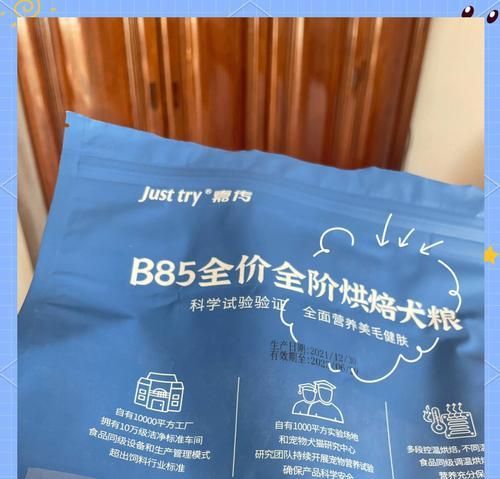 Just try®嘉传
B85全价全阶烘焙犬粮
科学试验验证 全面营养美毛健肤
生产日期:2021/12/30
有效期至:
自有10000平方工厂
拥有10万级洁净标准车间
食品同级设备和生产管理模式
超出饲料行业标准
自有1000平方实验场地
和宠物犬猫研究中心
研究团队持续开展宠物营养试验
确保产品科学安全
多段控温烘焙,不同
食品同级调温烘
营养充分保